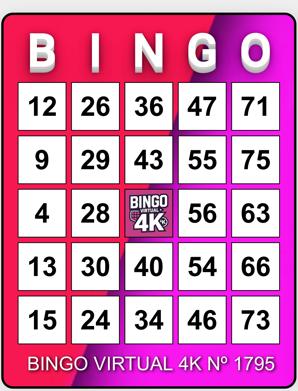 B I N G O
12 26 36 47 71
9 29 43 55 75
4 28 BINGO VIRTUAL 4K 56 63
13 30 40 54 66
15 24 34 46 73
BINGO VIRTUAL 4K Nº 1795